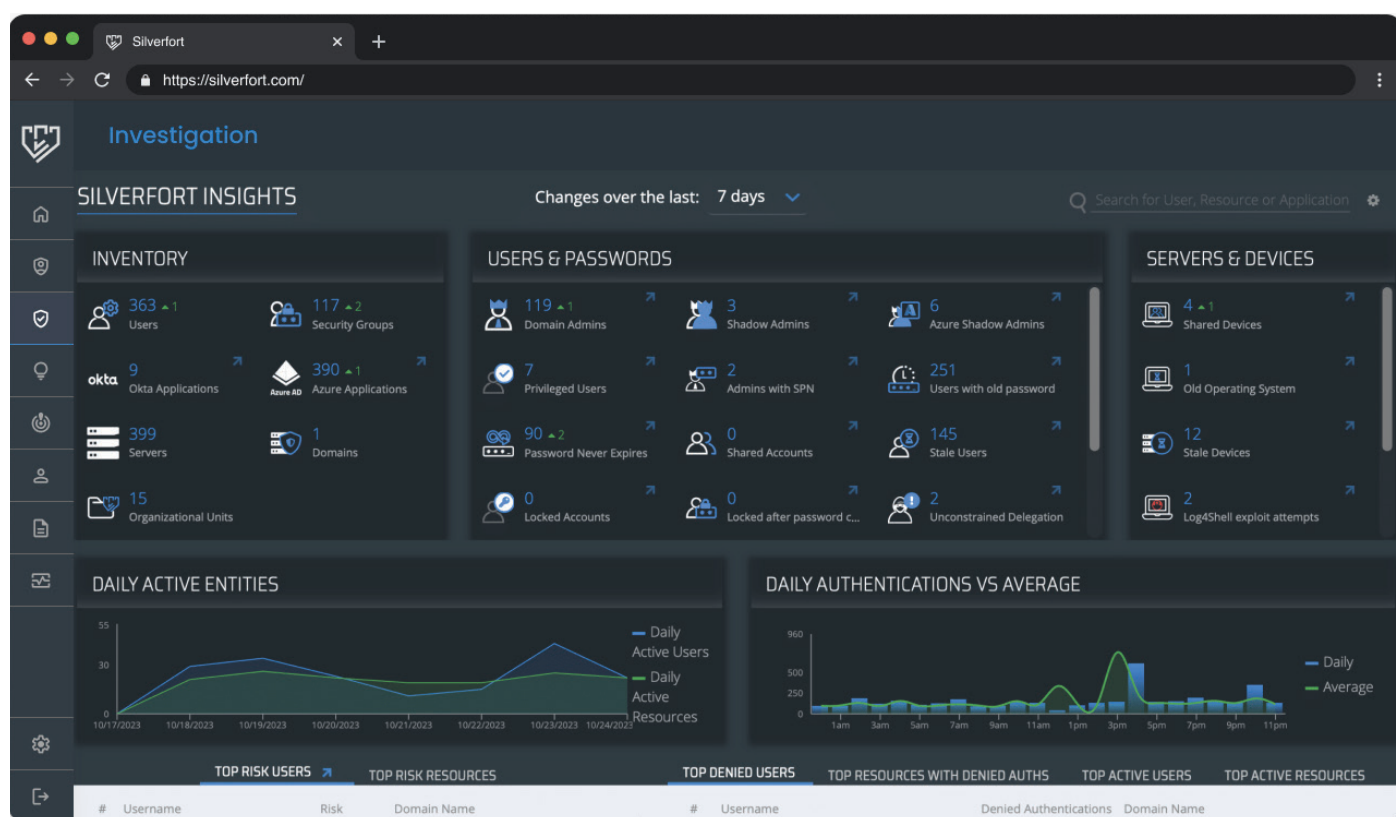 Silverfort
https://silverfort.com/
Investigation
SILVERFORT INSIGHTS
Changes over the last: 7 days
Search for User, Resource or Application
INVENTORY
363 1
Users
117 2
Security Groups
okta
9
Okta Applications
Azure AD
390 1
Azure Applications
399
Servers
1
Domains
15
Organizational Units
USERS & PASSWORDS
119 1
Domain Admins
3
Shadow Admins
A
6
Azure Shadow Admins
7
Privileged Users
2
Admins with SPN
251
Users with old password
90 2
Password Never Expires
0
Shared Accounts
145
Stale Users
0
Locked Accounts
0
Locked after password c...
2
Unconstrained Delegation
SERVERS & DEVICES
4 1
Shared Devices
1
Old Operating System
12
Stale Devices
2
Log4Shell exploit attempts
DAILY ACTIVE ENTITIES
55
30
0
10/17/2023 10/18/2023 10/19/2023 10/20/2023 10/21/2023 10/22/2023 10/23/2023 10/24/2023
Daily
Active Users
Daily
Active
Resources
DAILY AUTHENTICATIONS VS AVERAGE
960
500
250
0
1am 3am 5am 7am 9am 11am 1pm 3pm 5pm 7pm 9pm 11pm
Daily
Average
TOP RISK USERS TOP RISK RESOURCES
# Username Risk Domain Name
TOP DENIED USERS TOP RESOURCES WITH DENIED AUTHS TOP ACTIVE USERS TOP ACTIVE RESOURCES
# Username Denied Authentications Domain Name